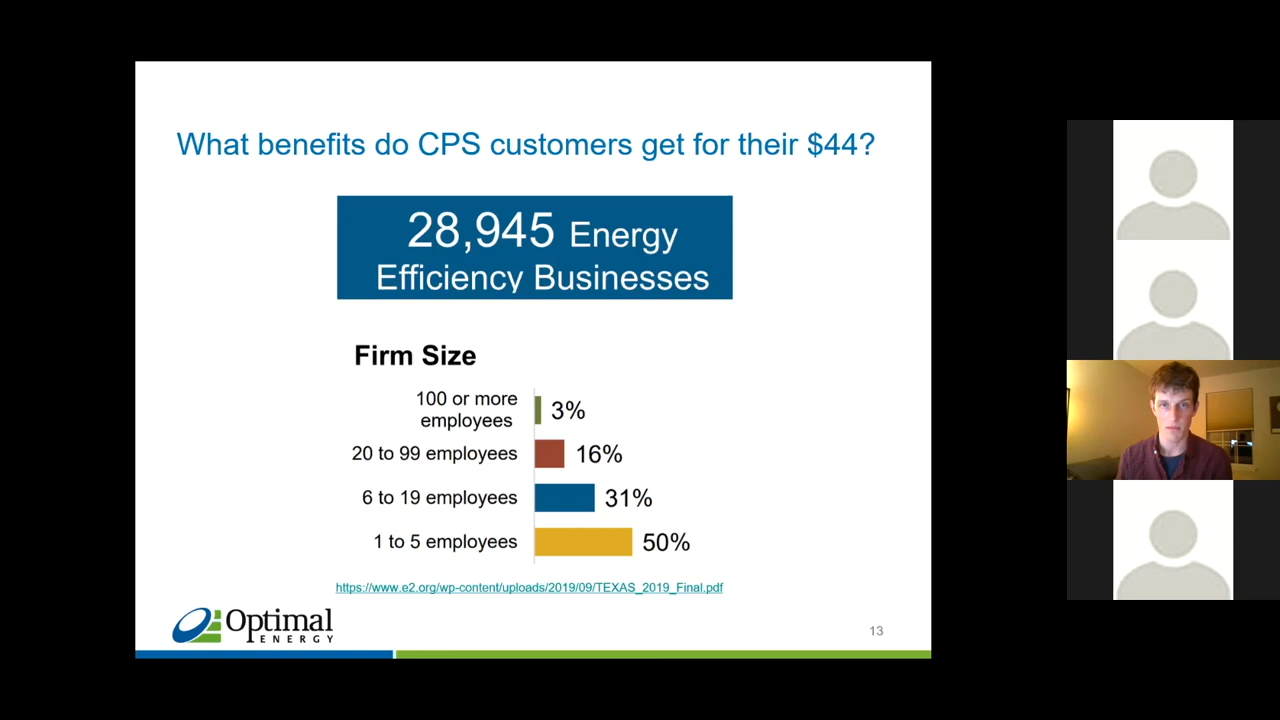 What benefits do CPS customers get for their $44?
28,945 Energy
Efficiency Businesses
Firm Size
100 or more
employees
3%
20 to 99 employees
16%
6 to 19 employees
31%
1 to 5 employees
50%
https://www.e2.org/wp-content/uploads/2019/09/TEXAS_2019_Final.pdf
Optimal
ENERGY
13